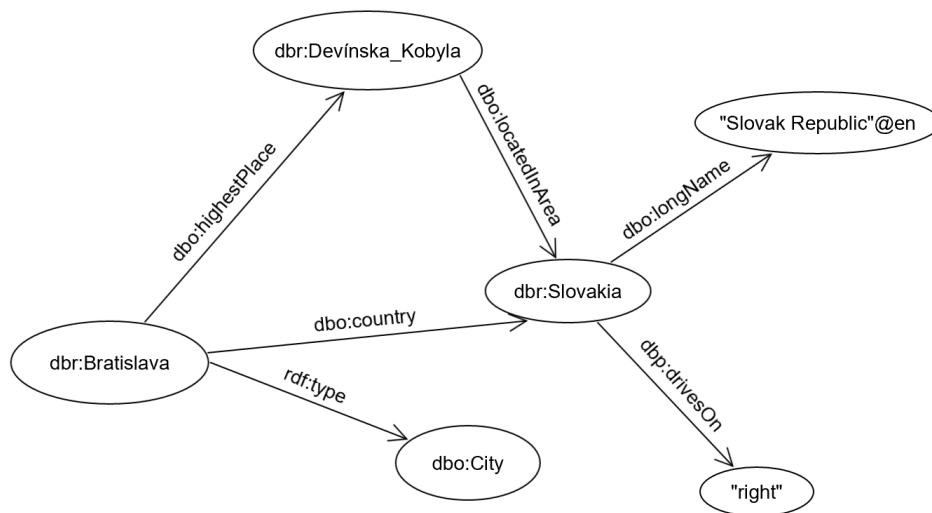 dbr:Devínska_Kobyla
dbo:locatedInArea
"Slovak Republic"@en
dbo:highestPlace
dbo:longName
dbr:Slovakia
dbo:country
dbr:Bratislava
rdf:type
dbp:drivesOn
dbo:City
"right"